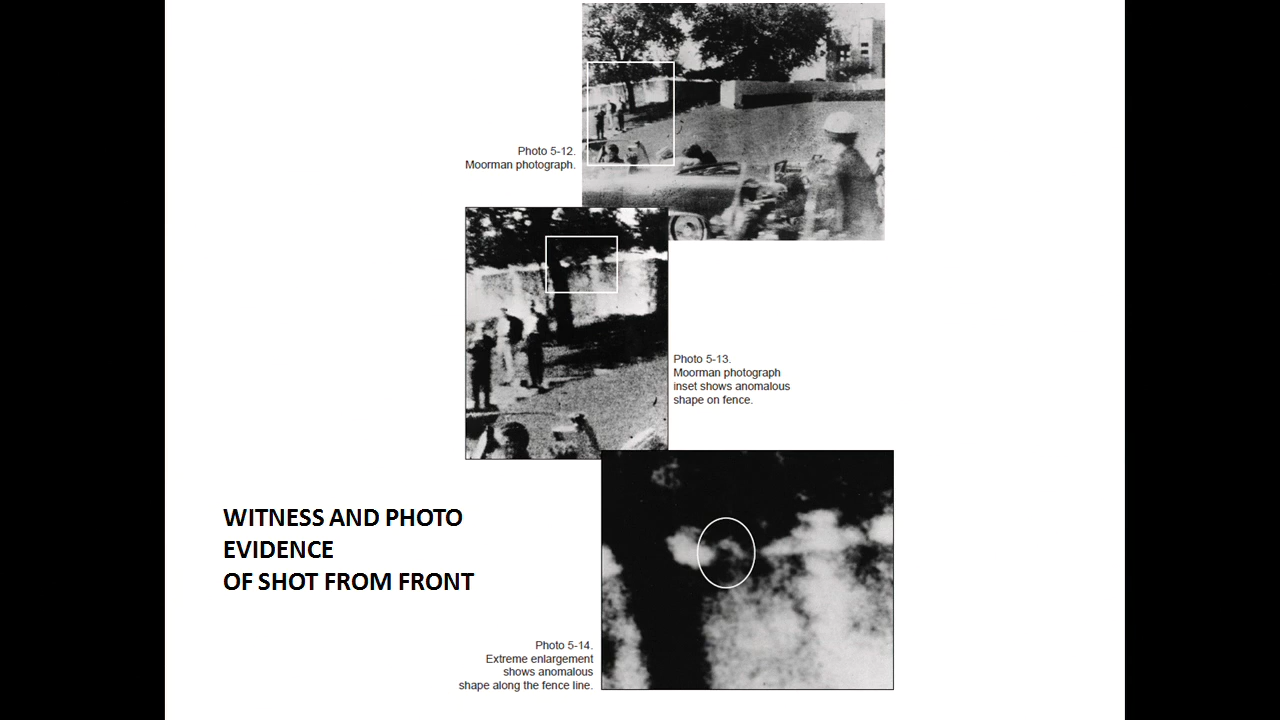 Photo 5-12.
Moorman photograph.
Photo 5-13.
Moorman photograph
inset shows anomalous
shape on fence.
WITNESS AND PHOTO
EVIDENCE
OF SHOT FROM FRONT
Photo 5-14.
Extreme enlargement
shows anomalous
shape along the fence line.